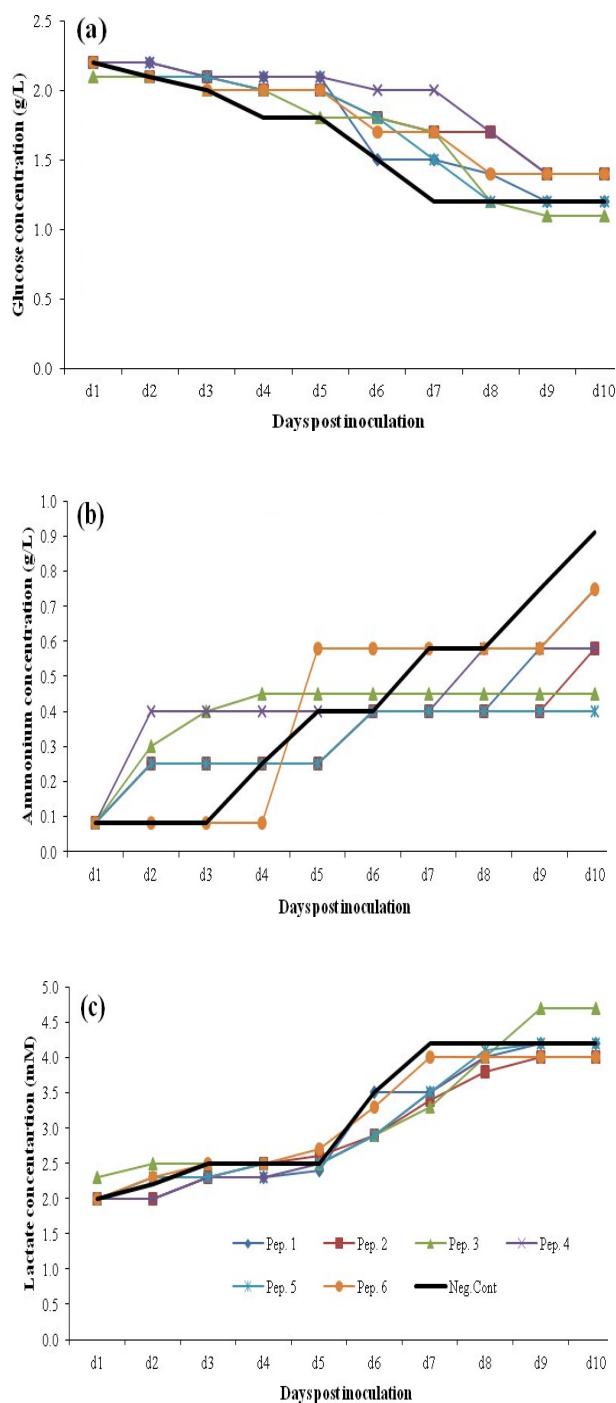 (a)
Glucose concentration (g/L)
2.5
2.0
1.5
1.0
0.5
0.0
d1 d2 d3 d4 d5 d6 d7 d8 d9 d10
Days post inoculation
(b)
Ammonium concentration (g/L)
1.0
0.9
0.8
0.7
0.6
0.5
0.4
0.3
0.2
0.1
0.0
d1 d2 d3 d4 d5 d6 d7 d8 d9 d10
Days post inoculation
(c)
Lactate concentartion (mM)
5.0
4.5
4.0
3.5
3.0
2.5
2.0
1.5
1.0
0.5
0.0
Pep. 1 Pep. 2 Pep. 3 Pep. 4
Pep. 5 Pep. 6 Neg.Cont
d1 d2 d3 d4 d5 d6 d7 d8 d9 d10
Days post inoculation